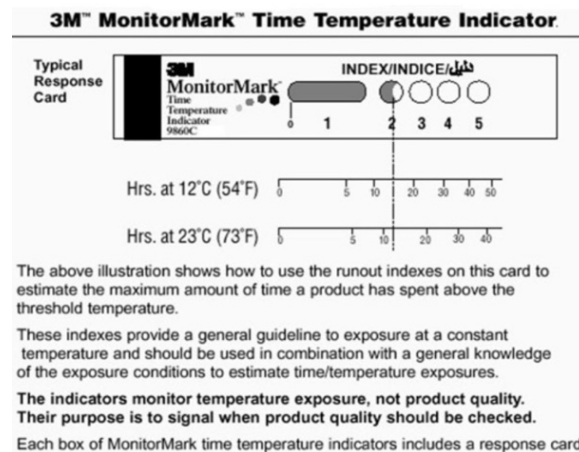 3M™ MonitorMark™ Time Temperature Indicator.
Typical
Response
Card
3M
MonitorMark™
Time
Temperature
Indicator
9860C
INDEX/INDICE/دليل
0 1 2 3 4 5
Hrs. at 12°C (54°F) 0 5 10 20 30 40 50
Hrs. at 23°C (73°F) 0 5 10 20 30 40
The above illustration shows how to use the runout indexes on this card to
estimate the maximum amount of time a product has spent above the
threshold temperature.
These indexes provide a general guideline to exposure at a constant
temperature and should be used in combination with a general knowledge
of the exposure conditions to estimate time/temperature exposures.
The indicators monitor temperature exposure, not product quality.
Their purpose is to signal when product quality should be checked.
Each box of MonitorMark time temperature indicators includes a response card